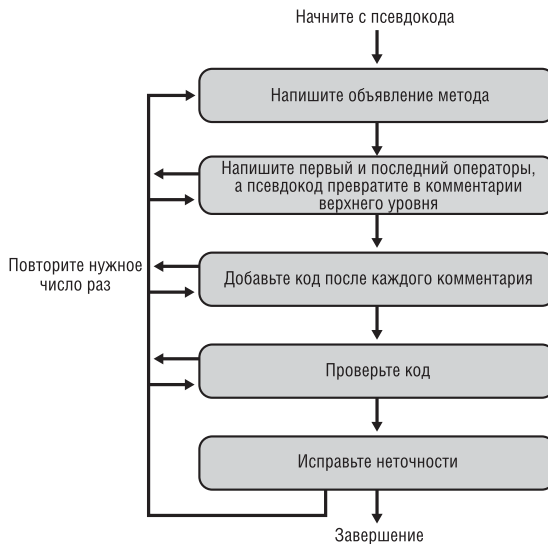 Начните с псевдокода
Напишите объявление метода
Напишите первый и последний операторы,
а псевдокод превратите в комментарии
верхнего уровня
Повторите нужное
число раз
Добавьте код после каждого комментария
Проверьте код
Исправьте неточности
Завершение